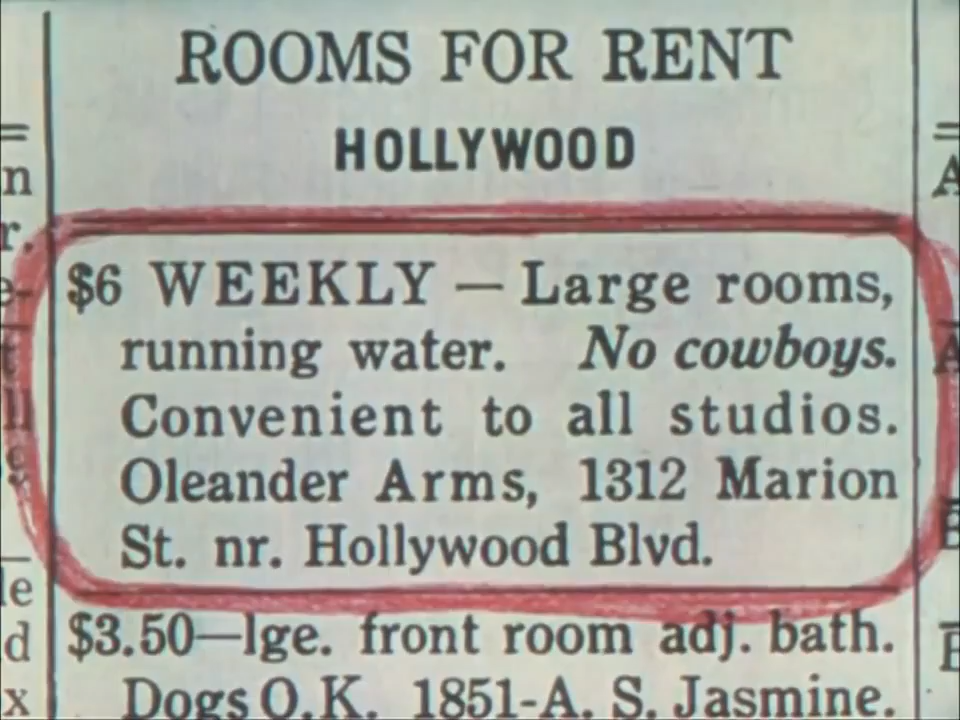 ROOMS FOR RENT
HOLLYWOOD
$6 WEEKLY — Large rooms,
running water. No cowboys.
Convenient to all studios.
Oleander Arms, 1312 Marion
St. nr. Hollywood Blvd.
$3.50—lge. front room adj. bath.
Dogs O.K. 1851-A. S. Jasmine.